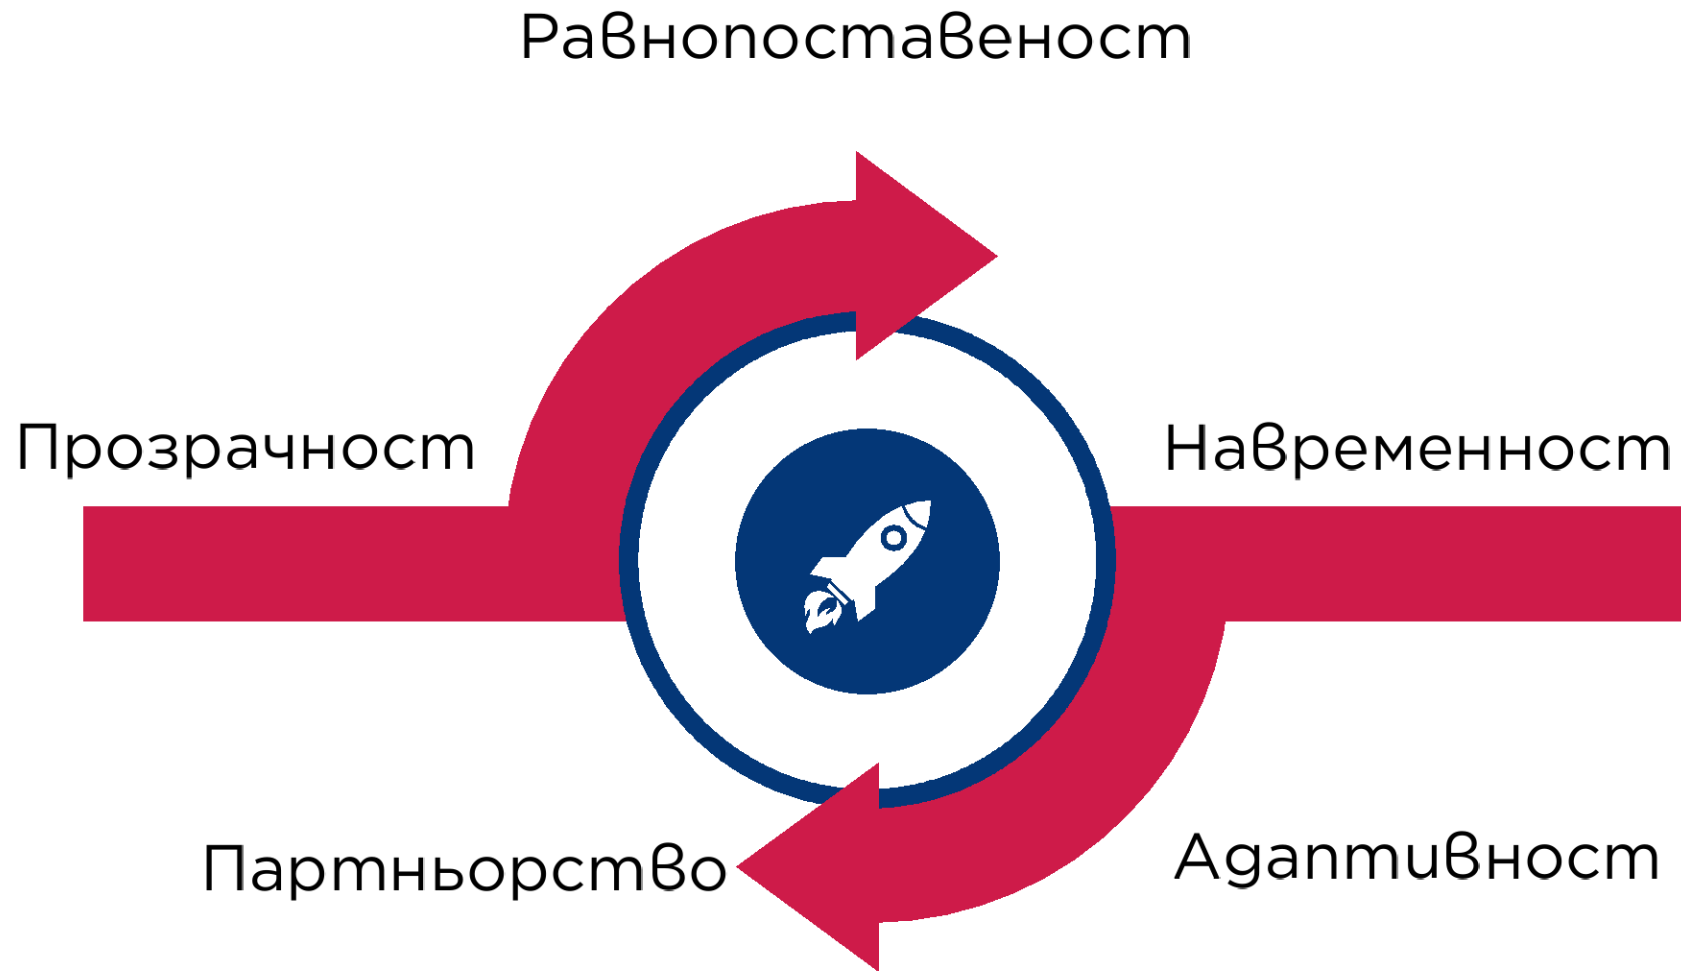 Равнопоставеност
Прозрачност
Навременност
Партньорство
Адаптивност